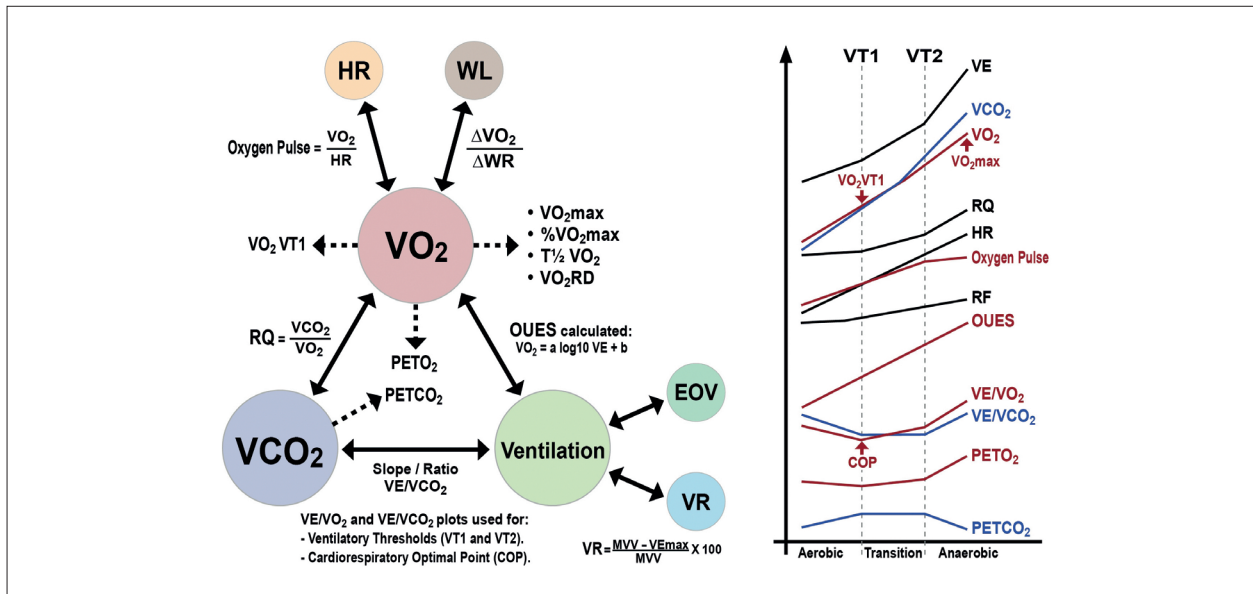 HR
WL
Oxygen Pulse = VO₂ / HR
ΔVO₂ / ΔWR
VO₂ VT1
VO₂
• VO₂max
• %VO₂max
• T½ VO₂
• VO₂RD
RQ = VCO₂ / VO₂
PETO₂
OUES calculated:
VO₂ = a log10 VE + b
PETCO₂
VCO₂
Ventilation
EOV
VR
Slope / Ratio
VE/VCO₂
VE/VO₂ and VE/VCO₂ plots used for:
- Ventilatory Thresholds (VT1 and VT2).
- Cardiorespiratory Optimal Point (COP).
VR= MVV - VEmax / MVV X 100
VT1
VT2
VE
VCO₂
VO₂
VO₂max
VO₂VT1
RQ
HR
Oxygen Pulse
RF
OUES
VE/VO₂
VE/VCO₂
COP
PETO₂
PETCO₂
Aerobic
Transition
Anaerobic